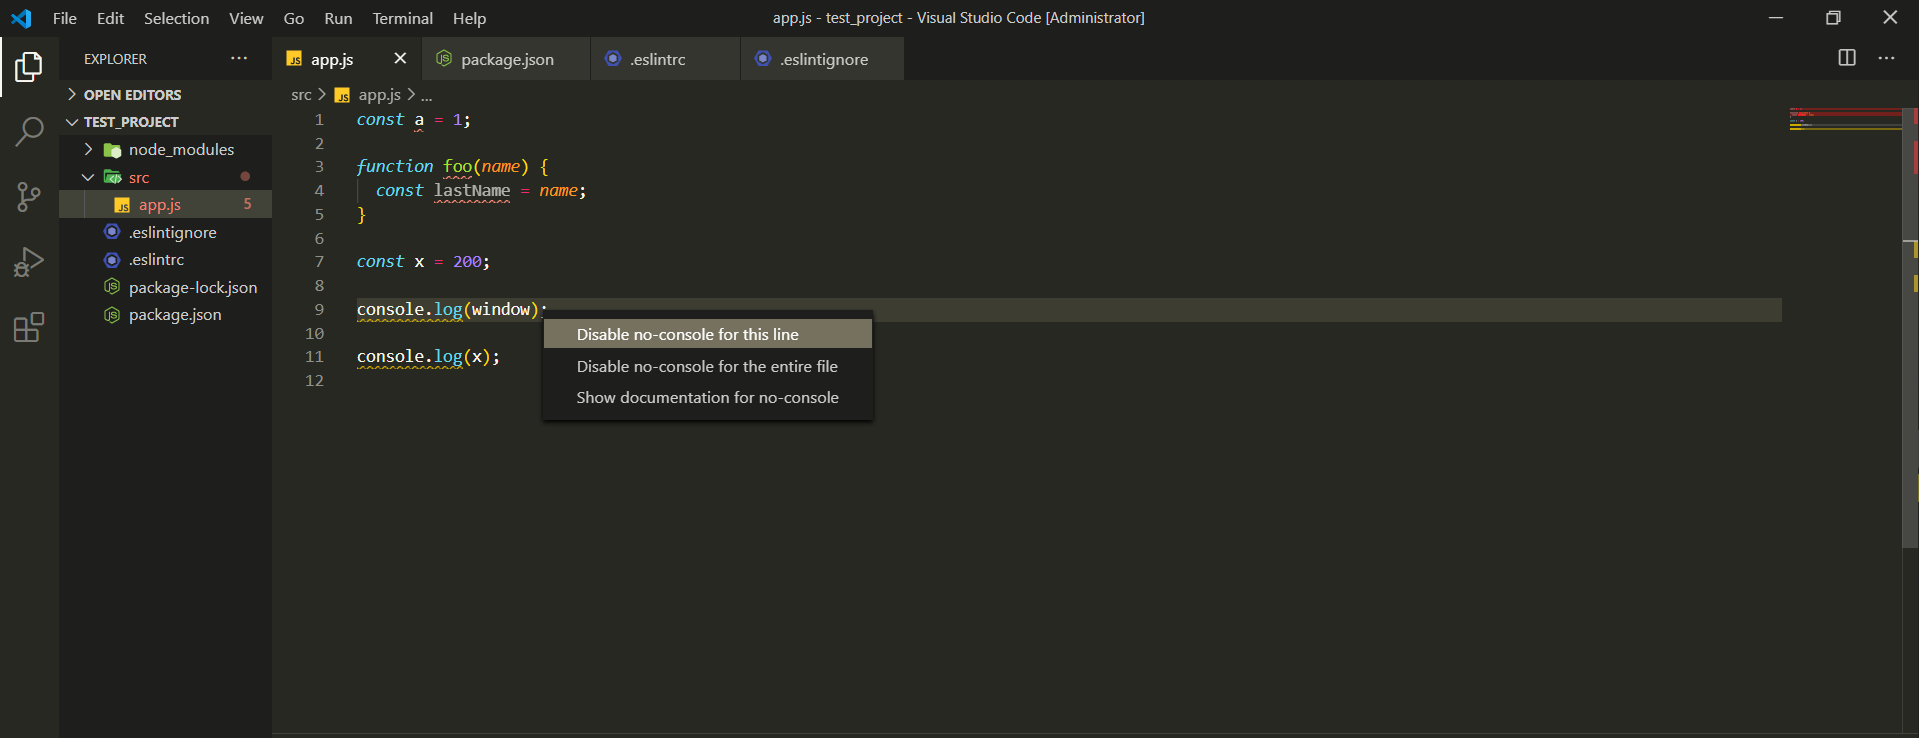 File Edit Selection View Go Run Terminal Help
app.js - test_project - Visual Studio Code [Administrator]
EXPLORER
OPEN EDITORS
TEST_PROJECT
node_modules
src
app.js 5
.eslintignore
.eslintrc
package-lock.json
package.json
app.js
package.json
.eslintrc
.eslintignore
src > JS app.js > ...
1 const a = 1;
2
3 function foo(name) {
4 const lastName = name;
5 }
6
7 const x = 200;
8
9 console.log(window);
10
11 console.log(x);
12
Disable no-console for this line
Disable no-console for the entire file
Show documentation for no-console